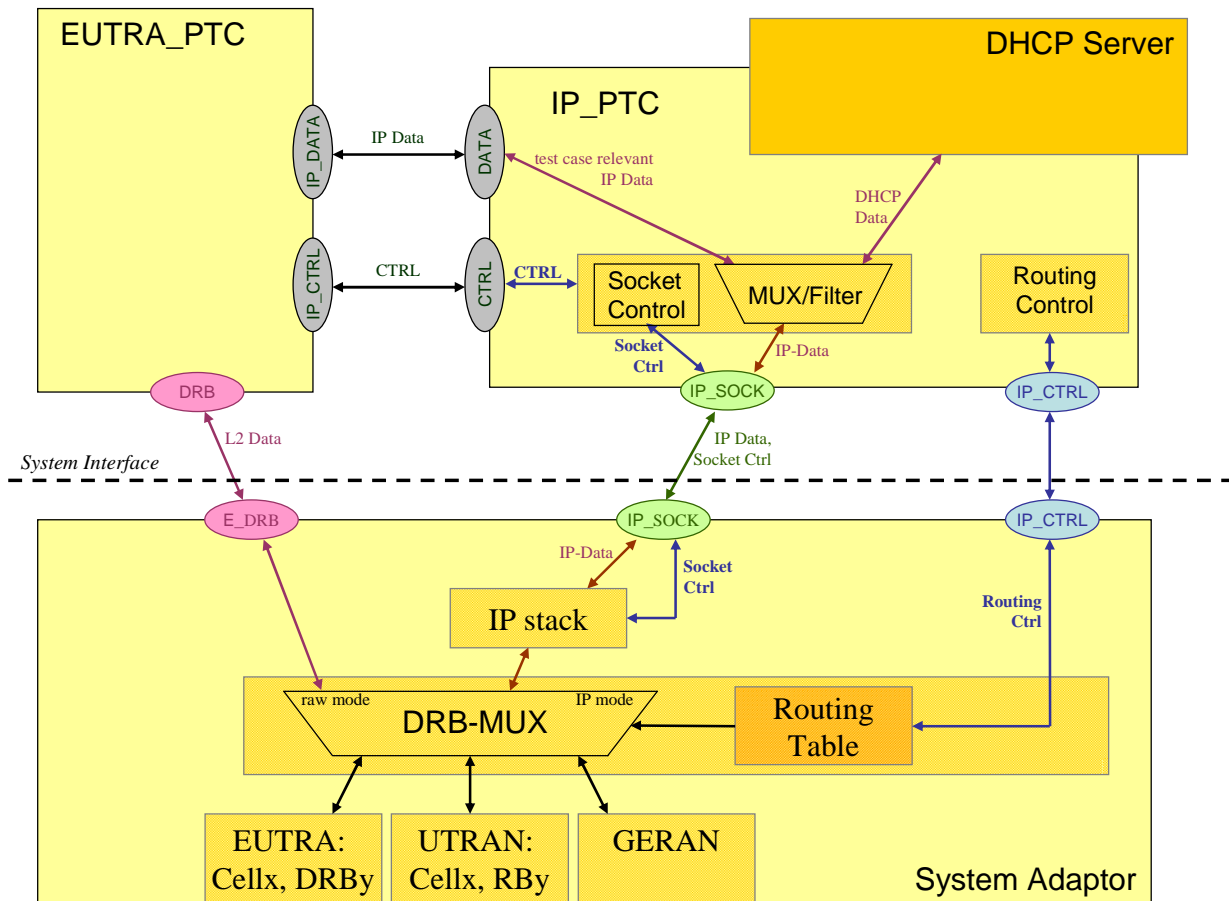 EUTRA_PTC
DHCP Server
IP_PTC
IP_DATA
IP Data
DATA
test case relevant
IP Data
DHCP
Data
IP_CTRL
CTRL
CTRL
CTRL
Socket
Control
MUX/Filter
Routing
Control
Socket
Ctrl
IP-Data
DRB
IP_SOCK
IP_CTRL
L2 Data
IP Data,
Socket Ctrl
System Interface
E_DRB
IP_SOCK
IP_CTRL
IP-Data
Socket
Ctrl
IP stack
Routing
Ctrl
raw mode
IP mode
DRB-MUX
Routing
Table
EUTRA:
Cellx, DRBy
UTRAN:
Cellx, RBy
GERAN
System Adaptor